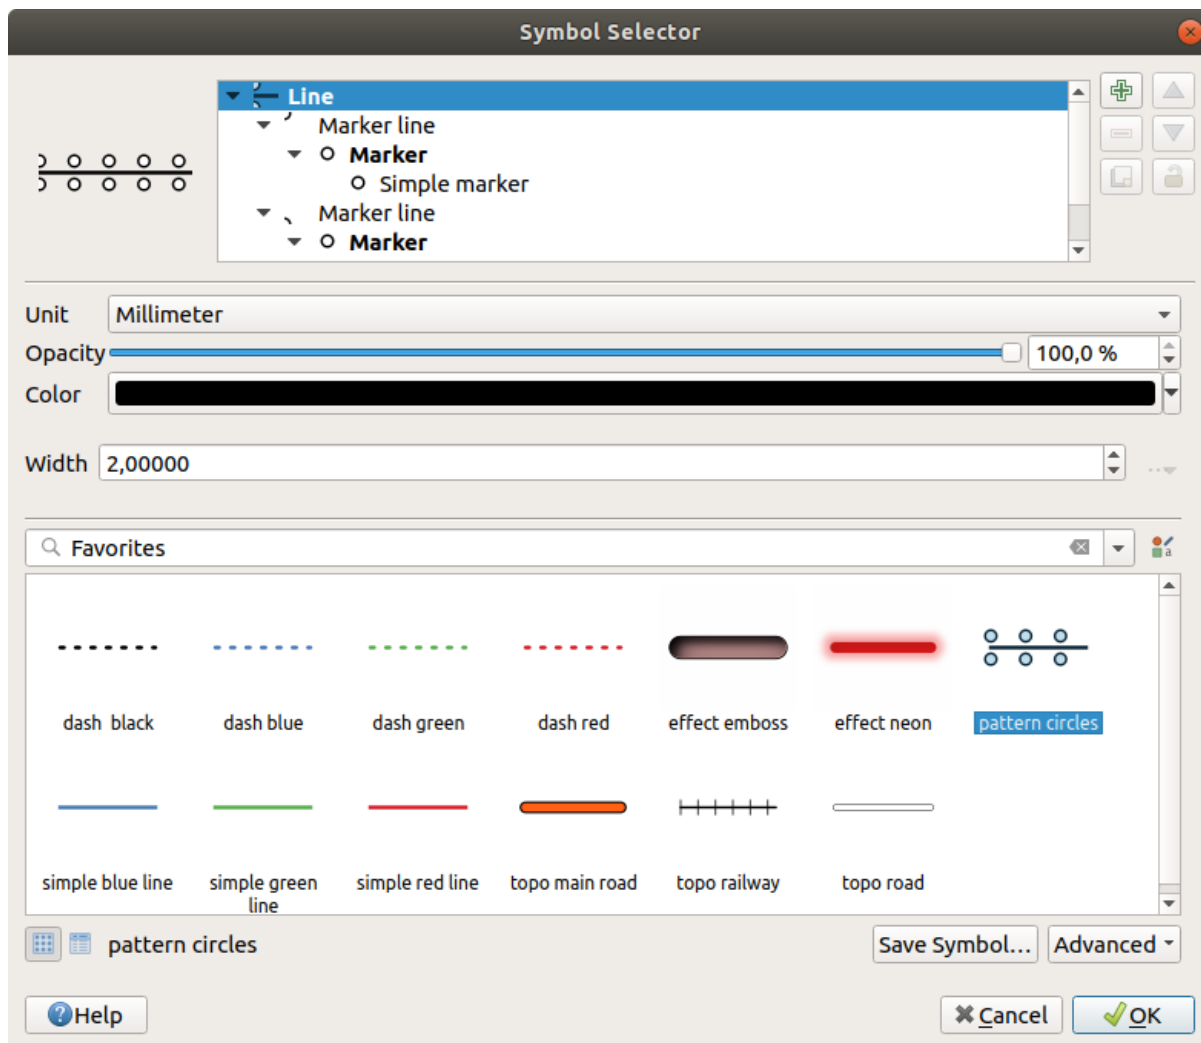 Symbol Selector
Line
Marker line
Marker
Simple marker
Marker line
Marker
Unit Millimeter
Opacity 100,0 %
Color
Width 2,00000
Favorites
a
dash black dash blue dash green dash red effect emboss effect neon pattern circles
simple blue line simple green simple red line topo main road topo railway topo road
line
pattern circles Save Symbol... Advanced
?Help Cancel OK